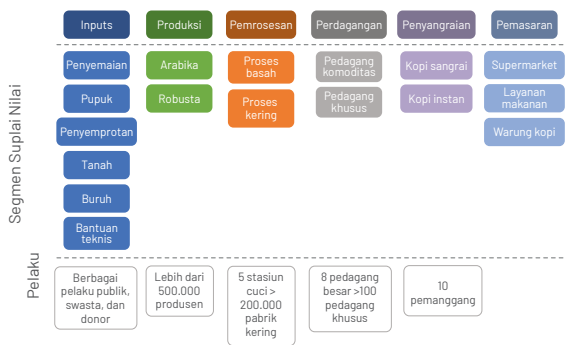 Inputs
Produksi
Pemrosesan
Perdagangan
Penyangraian
Pemasaran
Segmen Suplai Nilai
Penyemaian
Pupuk
Penyemprotan
Tanah
Buruh
Bantuan
teknis
Arabika
Robusta
Proses
basah
Proses
kering
Pedagang
komoditas
Pedagang
khusus
Kopi sangrai
Kopi instan
Supermarket
Layanan
makanan
Warung kopi
Pelaku
Berbagai
pelaku publik,
swasta, dan
donor
Lebih dari
500.000
produsen
5 stasiun
cuci >
200.000
pabrik
kering
8 pedagang
besar >100
pedagang
khusus
10
pemanggang